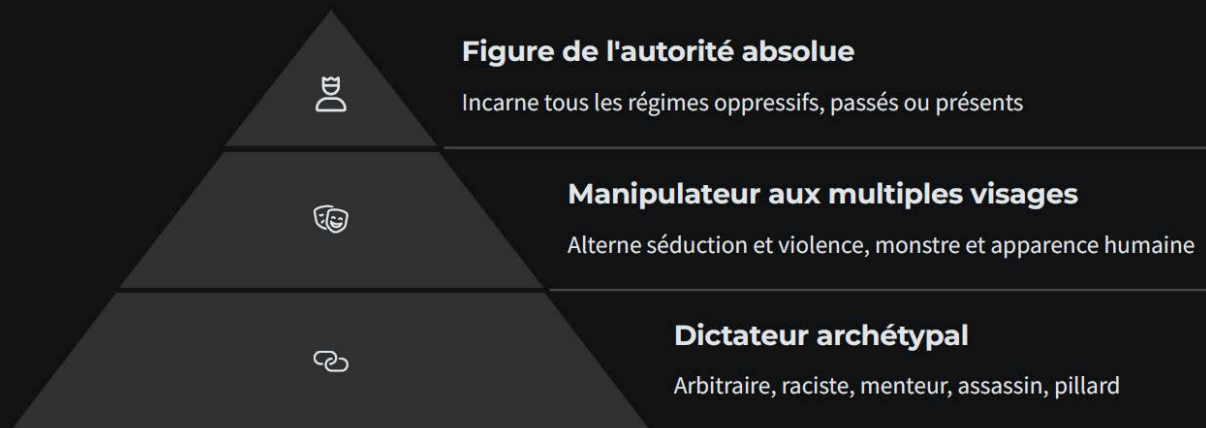 Figure de l'autorité absolue
Incarne tous les régimes oppressifs, passés ou présents
Manipulateur aux multiples visages
Alterne séduction et violence, monstre et apparence humaine
Dictateur archétypal
Arbitraire, raciste, menteur, assassin, pillard